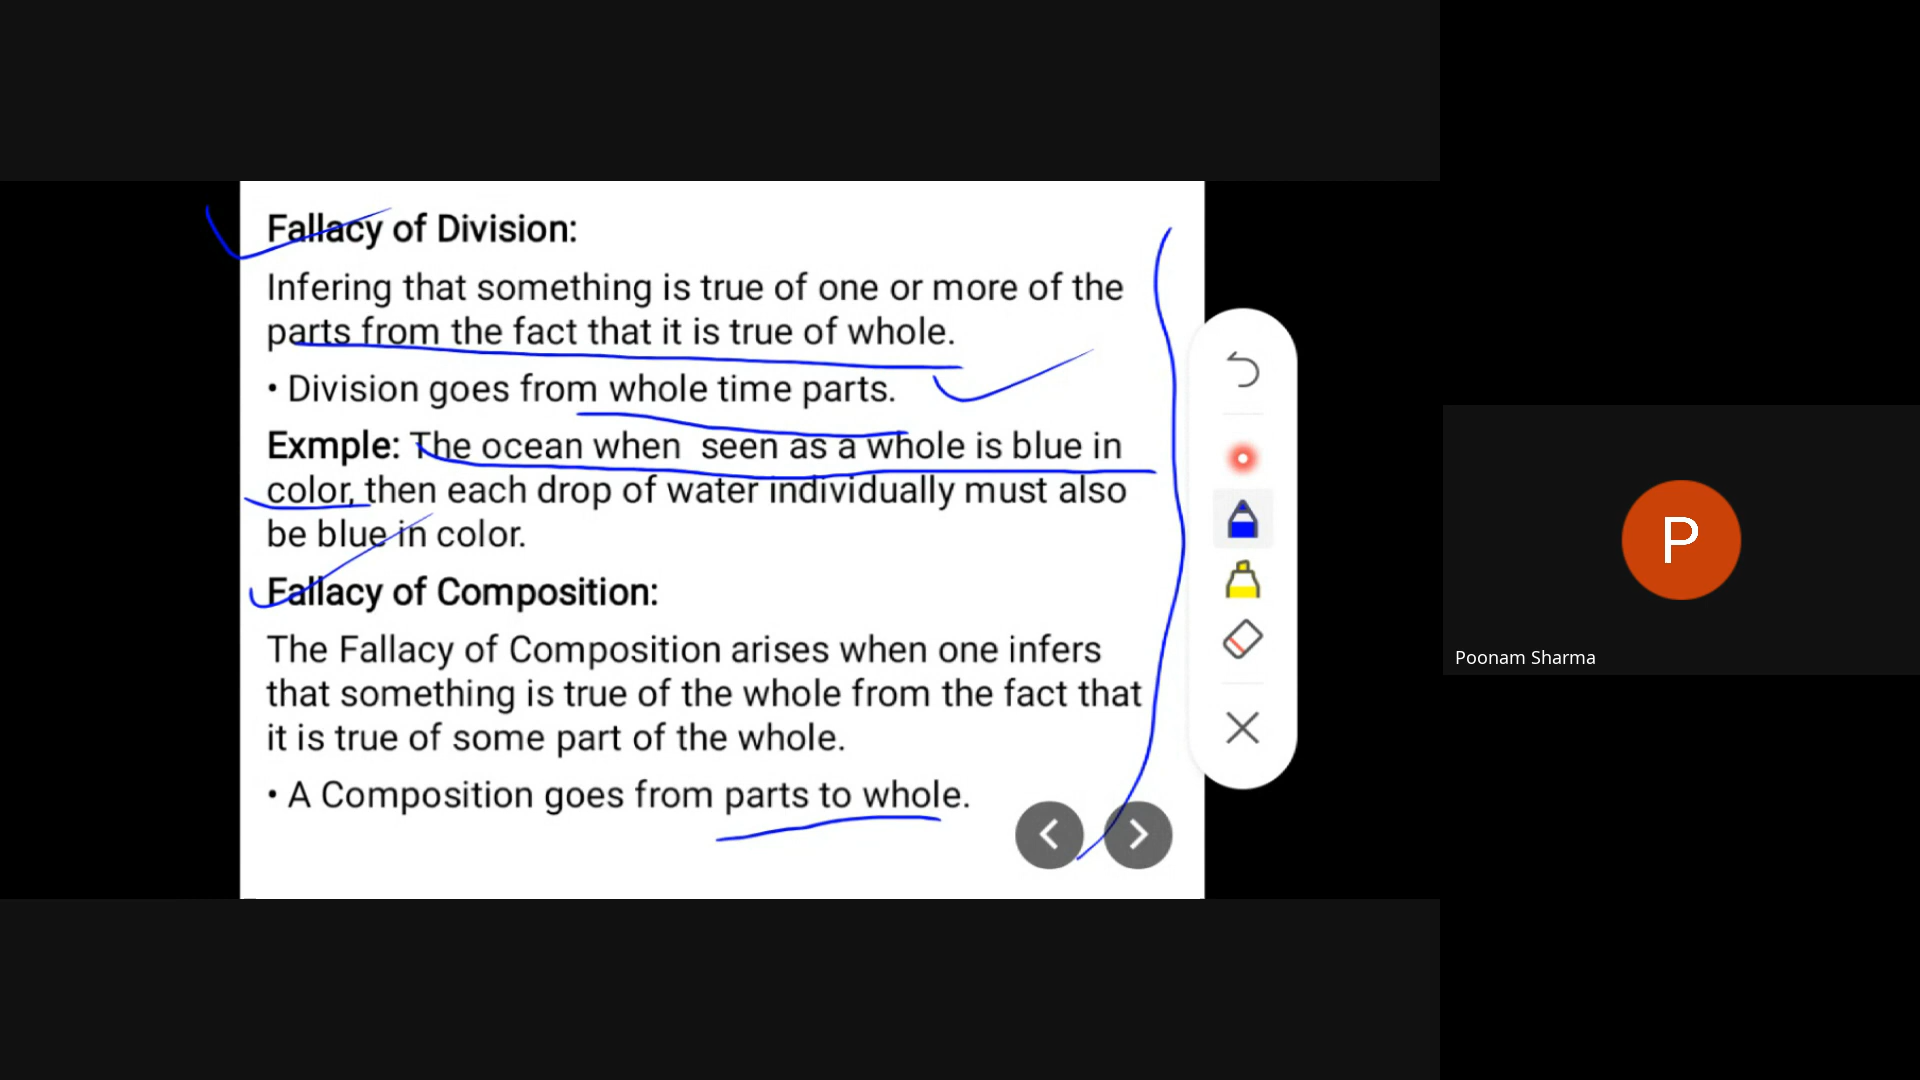 Fallacy of Division:
Infering that something is true of one or more of the
parts from the fact that it is true of whole.
• Division goes from whole time parts.
Exmple: The ocean when seen as a whole is blue in
color, then each drop of water individually must also
be blue in color.
Fallacy of Composition:
The Fallacy of Composition arises when one infers
that something is true of the whole from the fact that
it is true of some part of the whole.
• A Composition goes from parts to whole.
P
Poonam Sharma